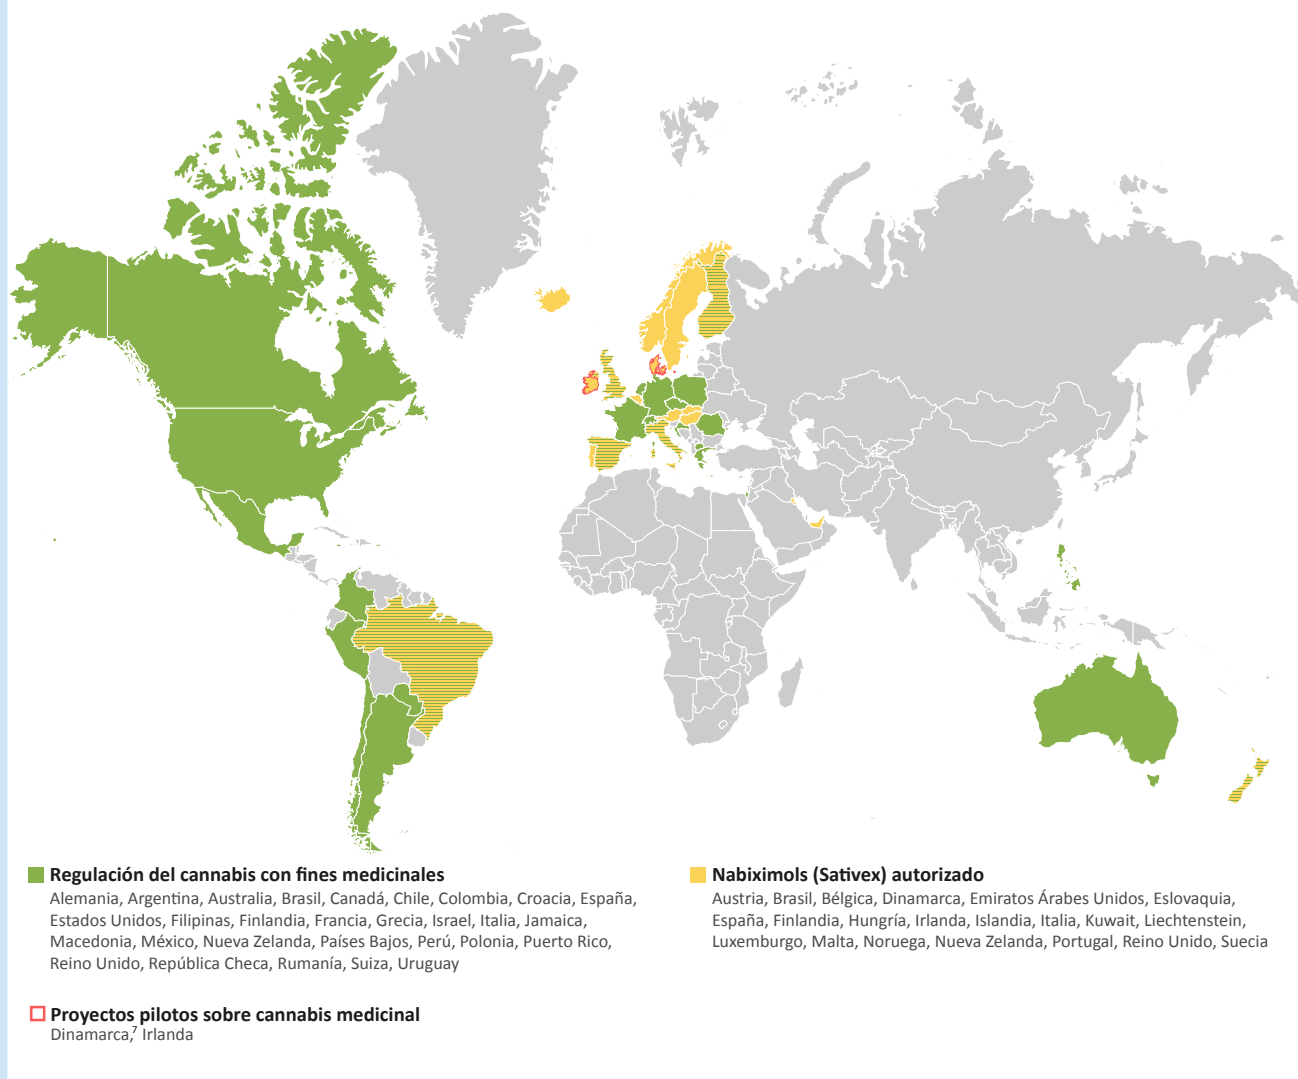 Regulación del cannabis con fines medicinales
Alemania, Argentina, Australia, Brasil, Canadá, Chile, Colombia, Croacia, España,
Estados Unidos, Filipinas, Finlandia, Francia, Grecia, Israel, Italia, Jamaica,
Macedonia, México, Nueva Zelanda, Países Bajos, Perú, Polonia, Puerto Rico,
Reino Unido, República Checa, Rumanía, Suiza, Uruguay
Proyectos pilotos sobre cannabis medicinal
Dinamarca,⁷ Irlanda
Nabiximols (Sativex) autorizado
Austria, Brasil, Bélgica, Dinamarca, Emiratos Árabes Unidos, Eslovaquia,
España, Finlandia, Hungría, Irlanda, Islandia, Italia, Kuwait, Liechtenstein,
Luxemburgo, Malta, Noruega, Nueva Zelanda, Portugal, Reino Unido, Suecia